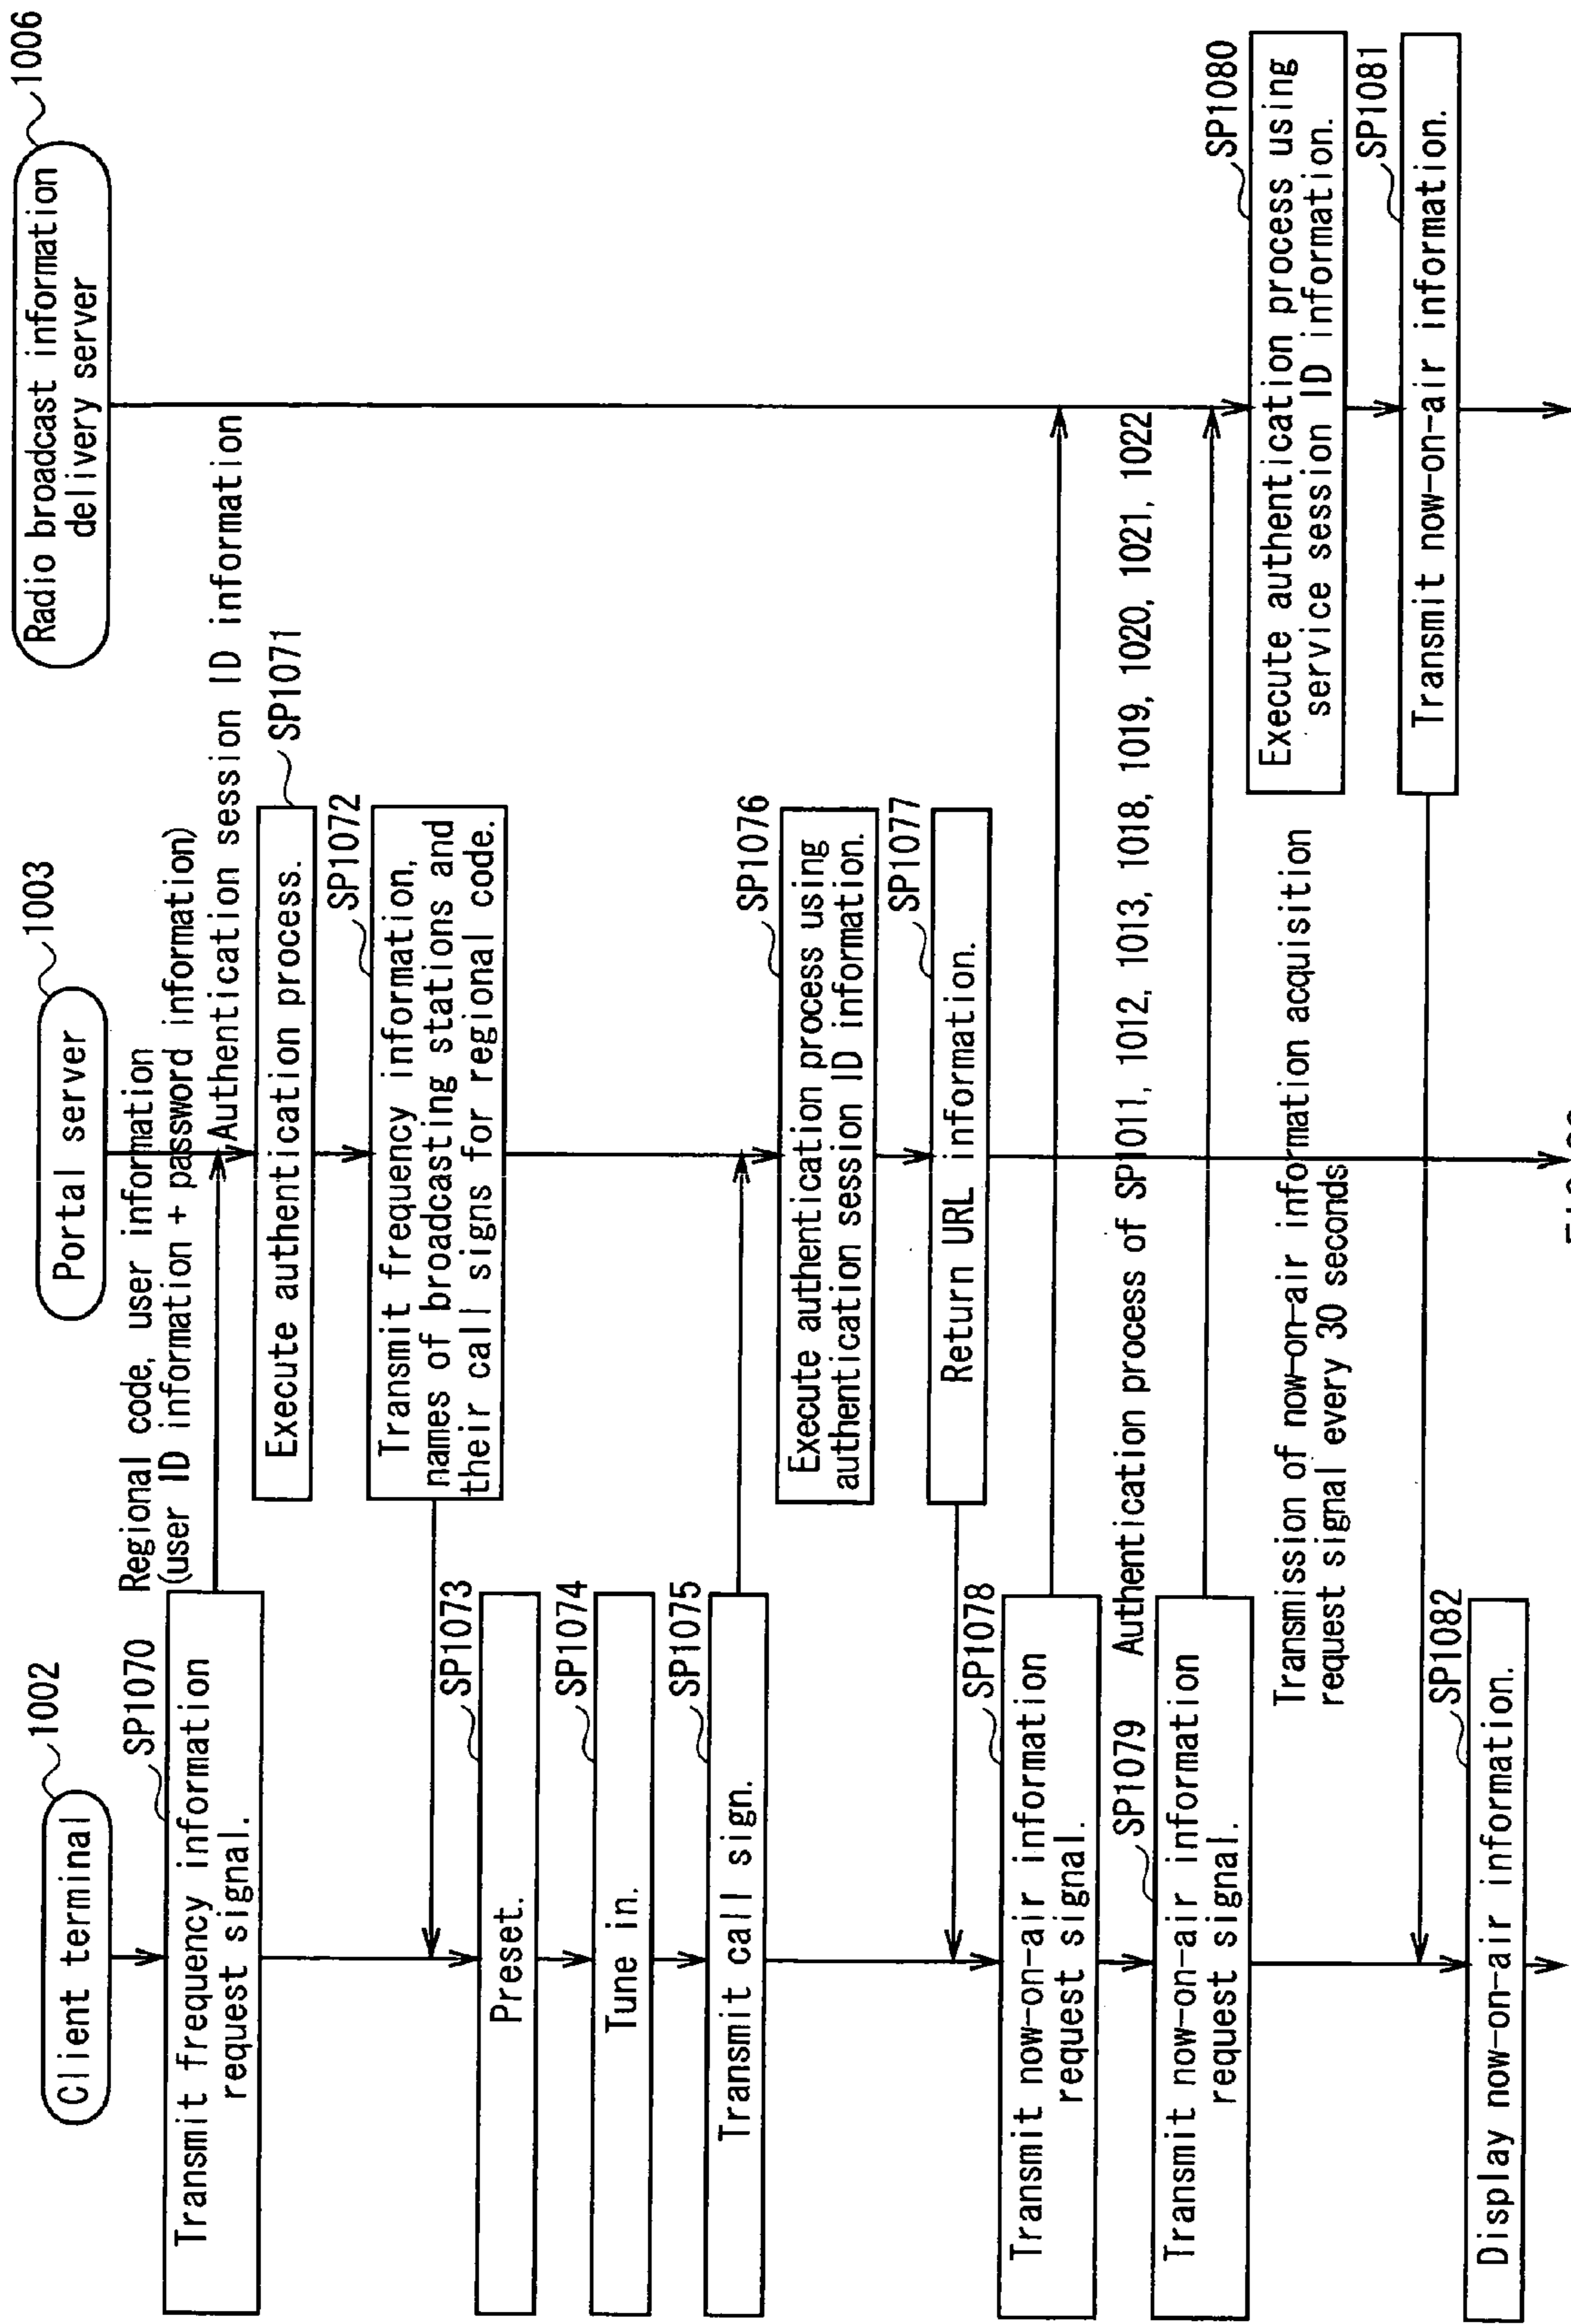 Client terminal
1002
Portal server
1003
Radio broadcast information
delivery server
1006
SP1070
Transmit frequency information
request signal.
Regional code, user information
(user ID information + password information)
Authentication session ID information
SP1071
Execute authentication process.
SP1072
Transmit frequency information,
names of broadcasting stations and
their call signs for regional code.
SP1073
Preset.
SP1074
Tune in.
SP1075
Transmit call sign.
SP1076
Execute authentication process using
authentication session ID information.
SP1077
Return URL information.
SP1078
Transmit now-on-air information
request signal.
Authentication process of SP1011, 1012, 1013, 1018, 1019, 1020, 1021, 1022
SP1079
Transmit now-on-air information
request signal.
SP1080
Execute authentication process using
service session ID information.
Transmission of now-on-air information acquisition
request signal every 30 seconds
SP1081
Transmit now-on-air information.
SP1082
Display now-on-air information.